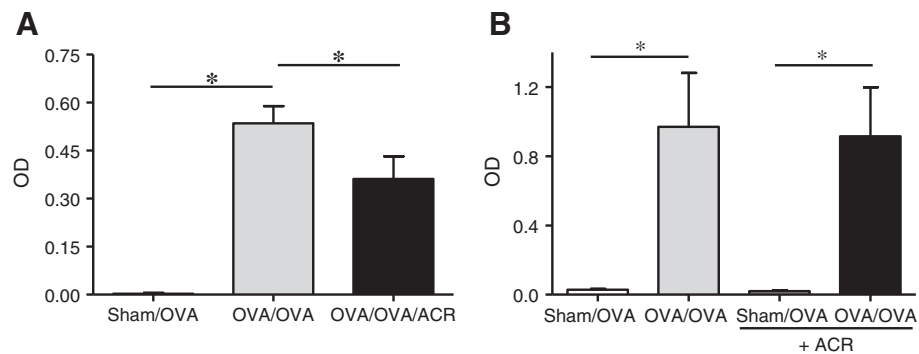 A
OD
0.75
0.60
0.45
0.30
0.15
0.00
*
*
Sham/OVA OVA/OVA OVA/OVA/ACR
B
OD
1.2
0.8
0.4
0.0
*
*
Sham/OVA OVA/OVA Sham/OVA OVA/OVA
+ ACR